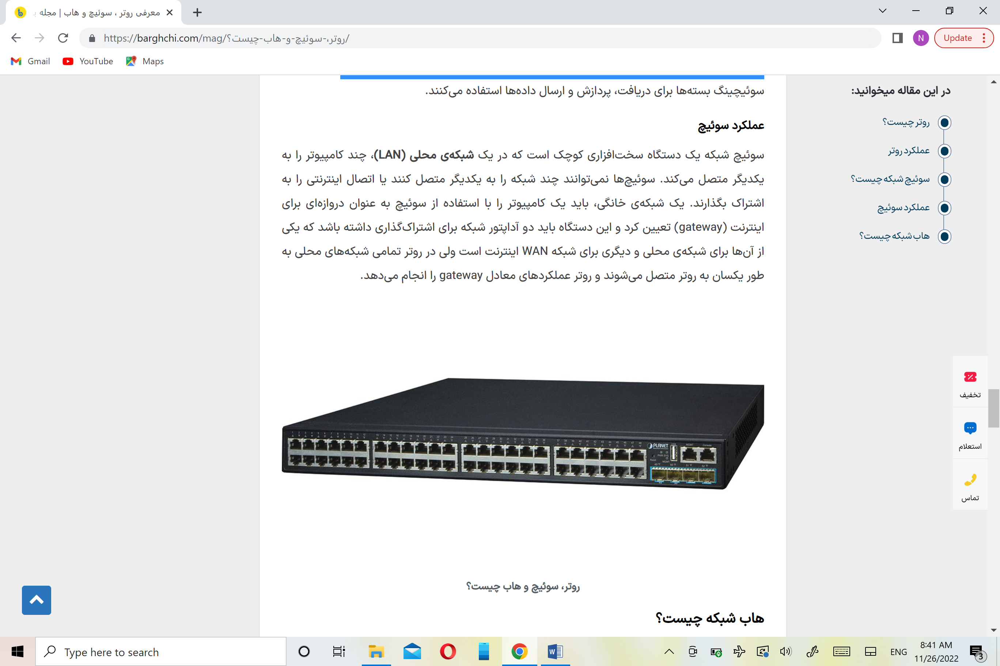 معرفی روتر ، سوئیچ و هاب | مجله
https://barghchi.com/mag/روتر،-سوئیچ-و-هاب-چیست؟/
N
Update
Gmail
YouTube
Maps
سوئیچینگ بسته‌ها برای دریافت، پردازش و ارسال داده‌ها استفاده می‌کنند.
عملکرد سوئیچ
سوئیچ شبکه یک دستگاه سخت‌افزاری کوچک است که در یک شبکه‌ی محلی (LAN)، چند کامپیوتر را به
یکدیگر متصل می‌کند. سوئیچ‌ها نمی‌توانند چند شبکه را به یکدیگر متصل کنند یا اتصال اینترنتی را به
اشتراک بگذارند. یک شبکه‌ی خانگی، باید یک کامپیوتر را با استفاده از سوئیچ به عنوان دروازه‌ای برای
اینترنت (gateway) تعیین کرد و این دستگاه باید دو آداپتور شبکه برای اشتراک‌گذاری داشته باشد که یکی
از آن‌ها برای شبکه‌ی محلی و دیگری برای شبکه WAN اینترنت است ولی در روتر تمامی شبکه‌های محلی به
طور یکسان به روتر متصل می‌شوند و روتر عملکردهای معادل gateway را انجام می‌دهد.
PLANET
USB
MGMT
Console
PWR SYS
Reset
MGMT
روتر، سوئیچ و هاب چیست؟
هاب شبکه چیست؟
در این مقاله میخوانید:
روتر چیست؟
عملکرد روتر
سوئیچ شبکه چیست؟
عملکرد سوئیچ
هاب شبکه چیست؟
تخفیف
استعلام
تماس
Type here to search
ENG
8:41 AM
11/26/2022
3